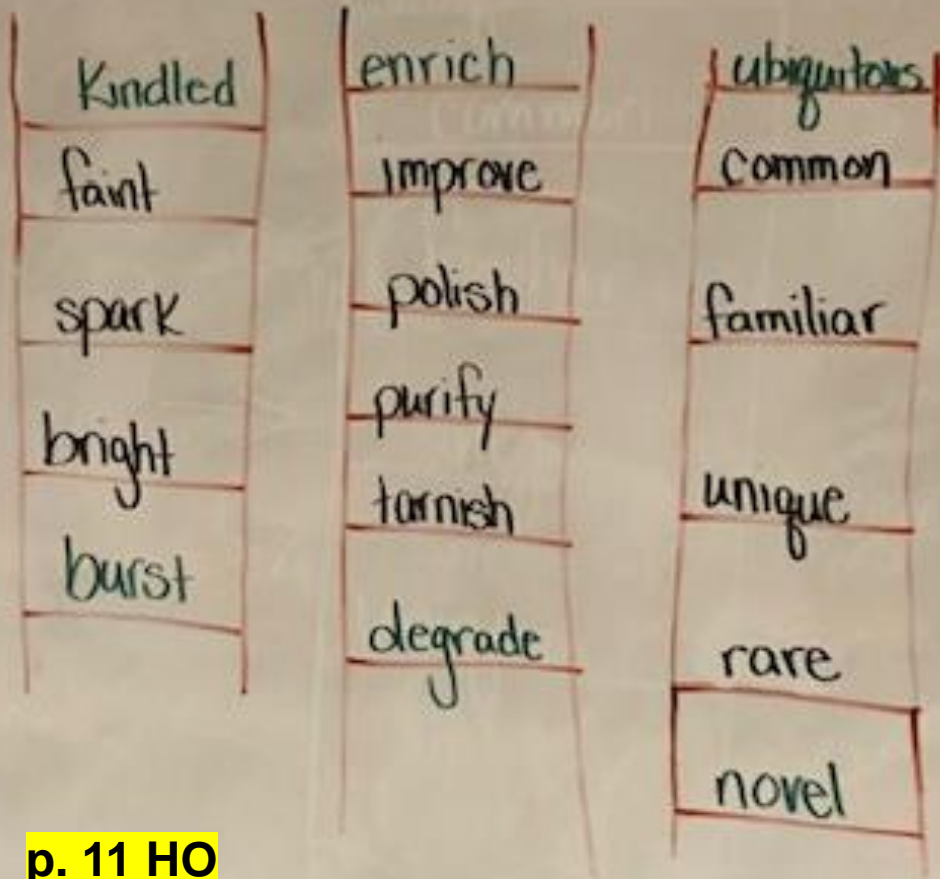 Kindled
faint
spark
bright
burst
enrich
improve
polish
purify
tarnish
degrade
ubiquitous
common
familiar
unique
rare
novel
p. 11 HO